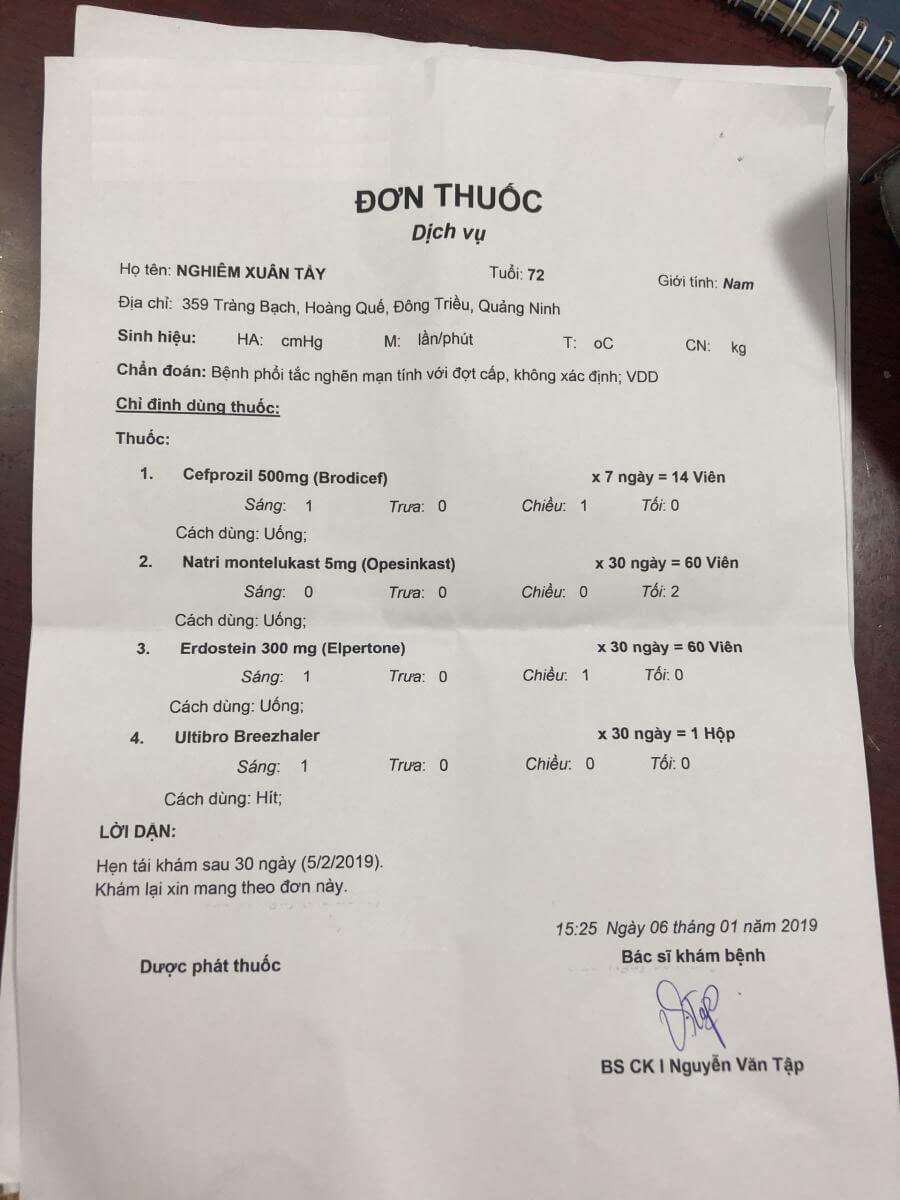 ĐƠN THUỐC
Dịch vụ
Họ tên: NGHIÊM XUÂN TÂY Tuổi: 72 Giới tính: Nam
Địa chỉ: 359 Tràng Bạch, Hoàng Quế, Đông Triều, Quảng Ninh
Sinh hiệu: HA: cmHg M: lần/phút T: oC CN: kg
Chẩn đoán: Bệnh phổi tắc nghẽn mạn tính với đợt cấp, không xác định; VDD
Chỉ định dùng thuốc:
Thuốc:
1. Cefprozil 500mg (Brodicef) x 7 ngày = 14 Viên
Sáng: 1 Trưa: 0 Chiều: 1 Tối: 0
Cách dùng: Uống;
2. Natri montelukast 5mg (Opesinkast) x 30 ngày = 60 Viên
Sáng: 0 Trưa: 0 Chiều: 0 Tối: 2
Cách dùng: Uống;
3. Erdostein 300 mg (Elpertone) x 30 ngày = 60 Viên
Sáng: 1 Trưa: 0 Chiều: 1 Tối: 0
Cách dùng: Uống;
4. Ultibro Breezhaler x 30 ngày = 1 Hộp
Sáng: 1 Trưa: 0 Chiều: 0 Tối: 0
Cách dùng: Hít;
LỜI DẶN:
Hẹn tái khám sau 30 ngày (5/2/2019).
Khám lại xin mang theo đơn này.
15:25 Ngày 06 tháng 01 năm 2019
Dược phát thuốc Bác sĩ khám bệnh
BS CK I Nguyễn Văn Tập